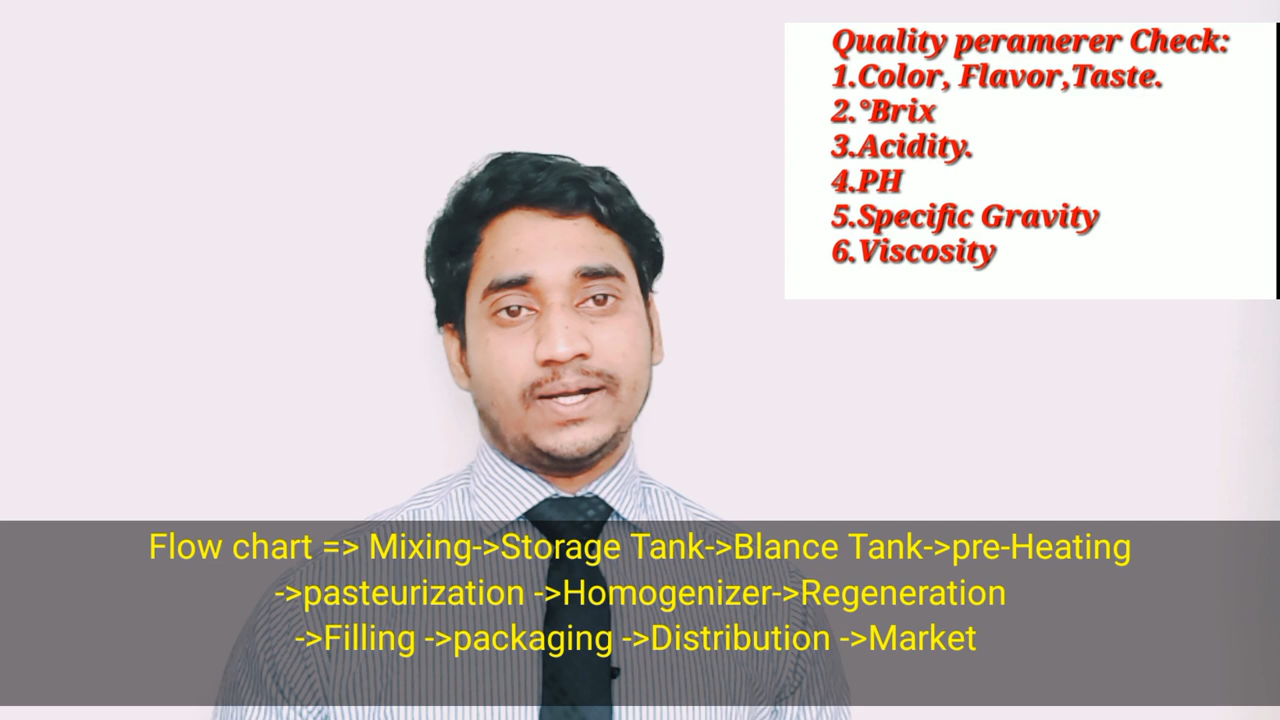 Quality peramerer Check:
1.Color, Flavor,Taste.
2.°Brix
3.Acidity.
4.PH
5.Specific Gravity
6.Viscosity
Flow chart => Mixing->Storage Tank->Blance Tank->pre-Heating
->pasteurization ->Homogenizer->Regeneration
->Filling ->packaging ->Distribution ->Market